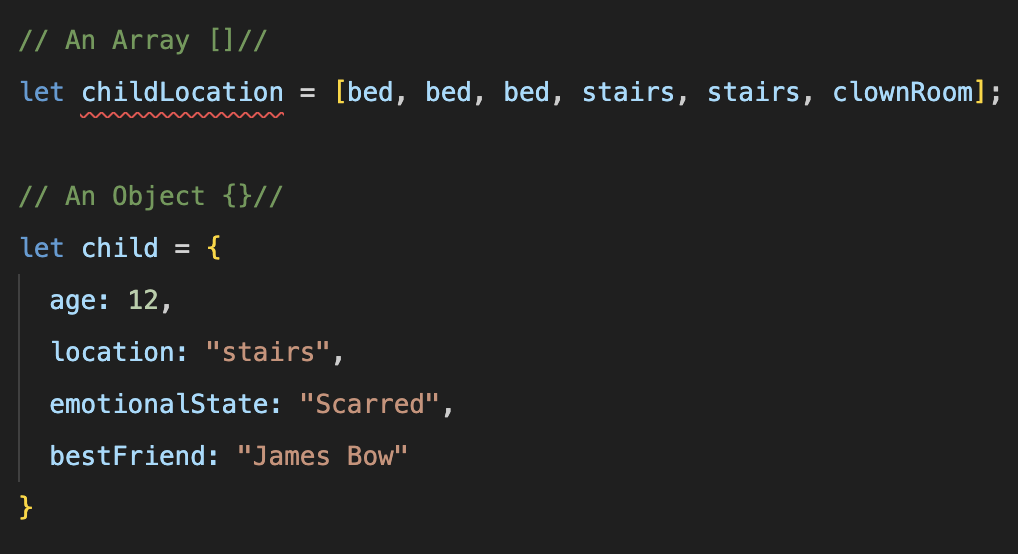 // An Array []//
let childLocation = [bed, bed, bed, stairs, stairs, clownRoom];
// An Object {}//
let child = {
age: 12,
location: "stairs",
emotionalState: "Scarred",
bestFriend: "James Bow"
}